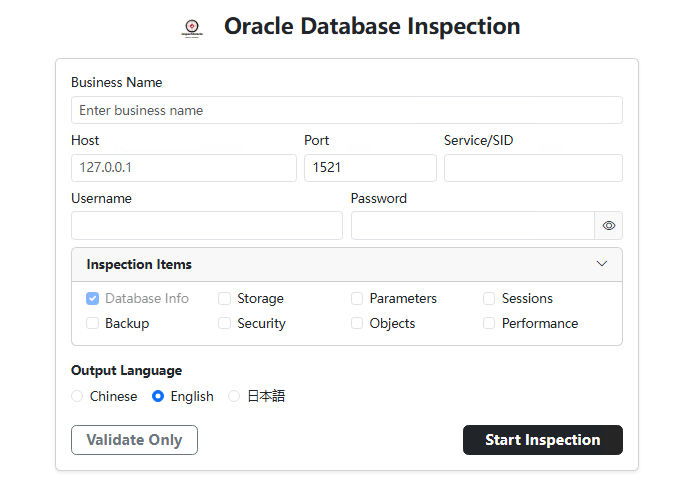 Oracle Database Inspection
Business Name
Enter business name
Host Port Service/SID
127.0.0.1 1521
Username Password
Inspection Items
Database Info Storage Parameters Sessions
Backup Security Objects Performance
Output Language
Chinese English 日本語
Validate Only Start Inspection